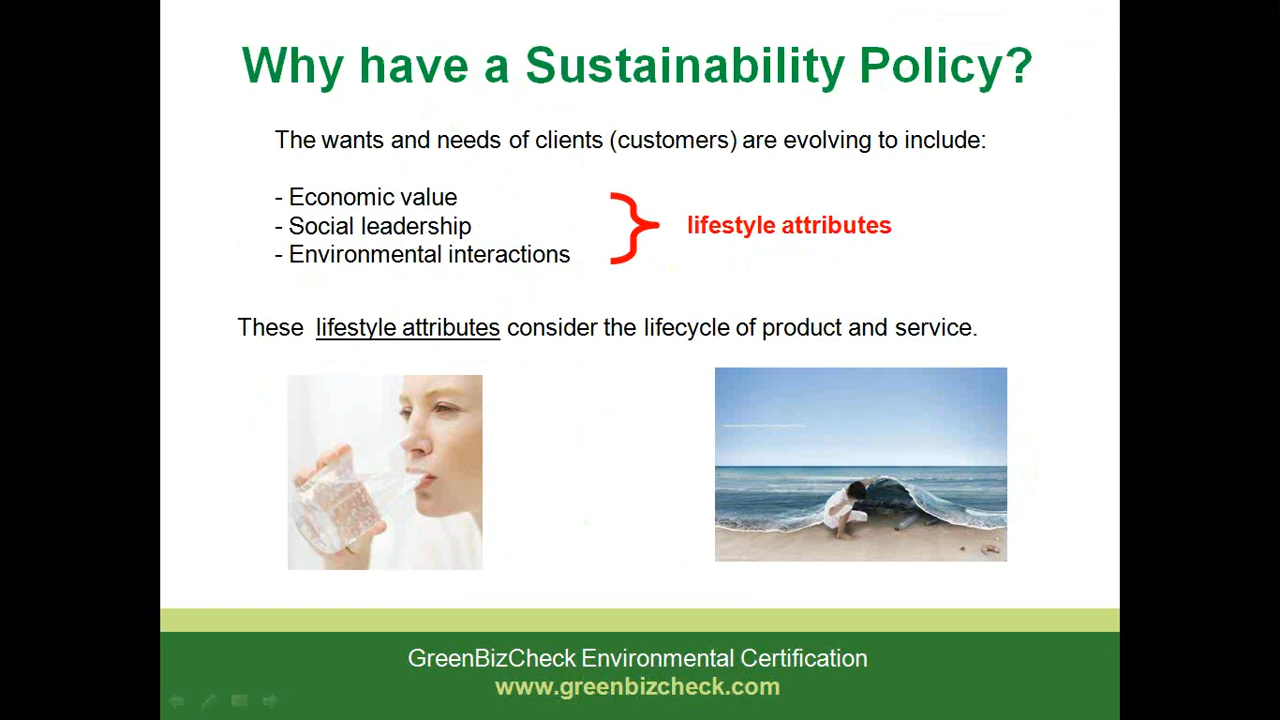 Why have a Sustainability Policy?
The wants and needs of clients (customers) are evolving to include:
- Economic value
- Social leadership
- Environmental interactions
lifestyle attributes
These lifestyle attributes consider the lifecycle of product and service.
GreenBizCheck Environmental Certification
www.greenbizcheck.com